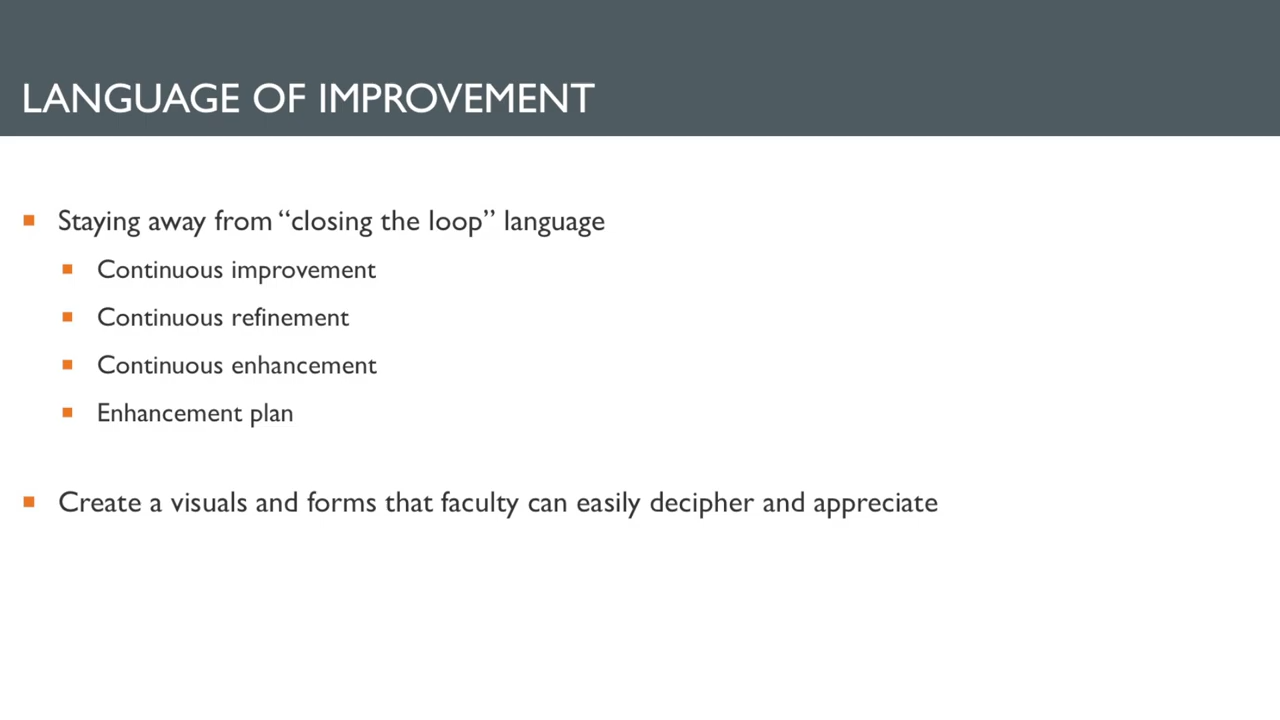 LANGUAGE OF IMPROVEMENT
Staying away from “closing the loop” language
Continuous improvement
Continuous refinement
Continuous enhancement
Enhancement plan
Create a visuals and forms that faculty can easily decipher and appreciate